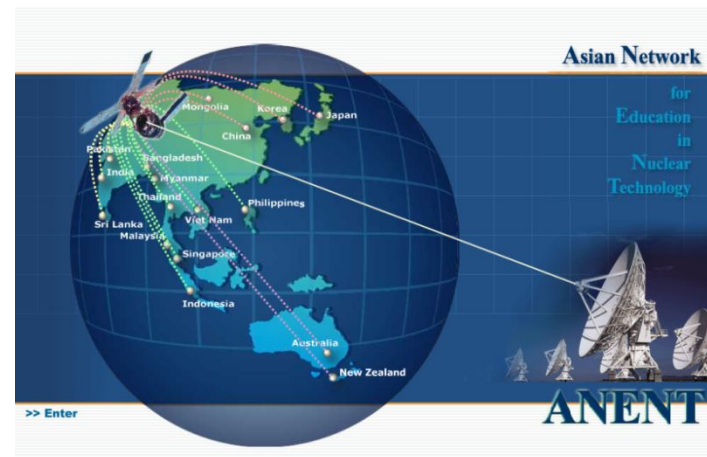 Asian Network
for
Education
in
Nuclear
Technology
Mongolia
Korea
Japan
China
Pakistan
Bangladesh
India
Myanmar
Thailand
Philippines
Sri Lanka
Viet Nam
Malaysia
Singapore
Indonesia
Australia
New Zealand
>> Enter
ANENT